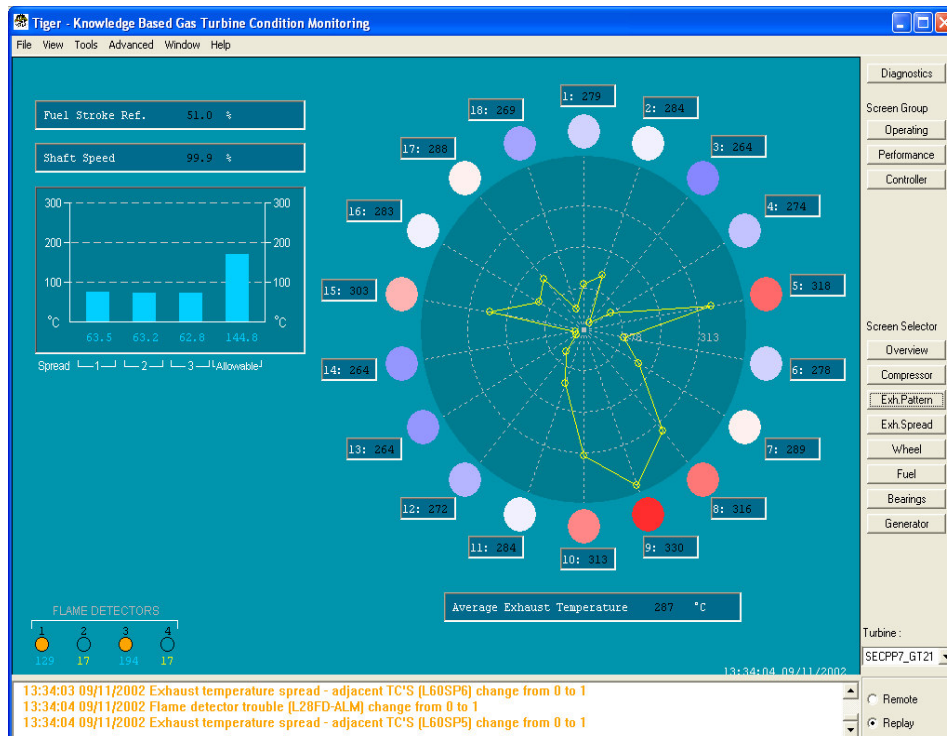 Tiger - Knowledge Based Gas Turbine Condition Monitoring
File View Tools Advanced Window Help
Fuel Stroke Ref. 51.0 %
Shaft Speed 99.9 %
300 300
200 200
100 100
°C °C
63.5 63.2 62.8 144.8
Spread 1 2 3 Allowable
1: 279
2: 284
3: 264
4: 274
5: 318
6: 278
7: 289
8: 316
9: 330
10: 313
11: 284
12: 272
13: 264
14: 264
15: 303
16: 283
17: 288
18: 269
313
Average Exhaust Temperature 287 °C
FLAME DETECTORS
1 2 3 4
129 17 194 17
13:34:04 09/11/2002
13:34:03 09/11/2002 Exhaust temperature spread - adjacent TC'S (L60SP6) change from 0 to 1
13:34:04 09/11/2002 Flame detector trouble (L28FD-ALM) change from 0 to 1
13:34:04 09/11/2002 Exhaust temperature spread - adjacent TC'S (L60SP5) change from 0 to 1
Diagnostics
Screen Group
Operating
Performance
Controller
Screen Selector
Overview
Compressor
Exh.Pattern
Exh.Spread
Wheel
Fuel
Bearings
Generator
Turbine :
SECPP7_GT21
Remote
Replay